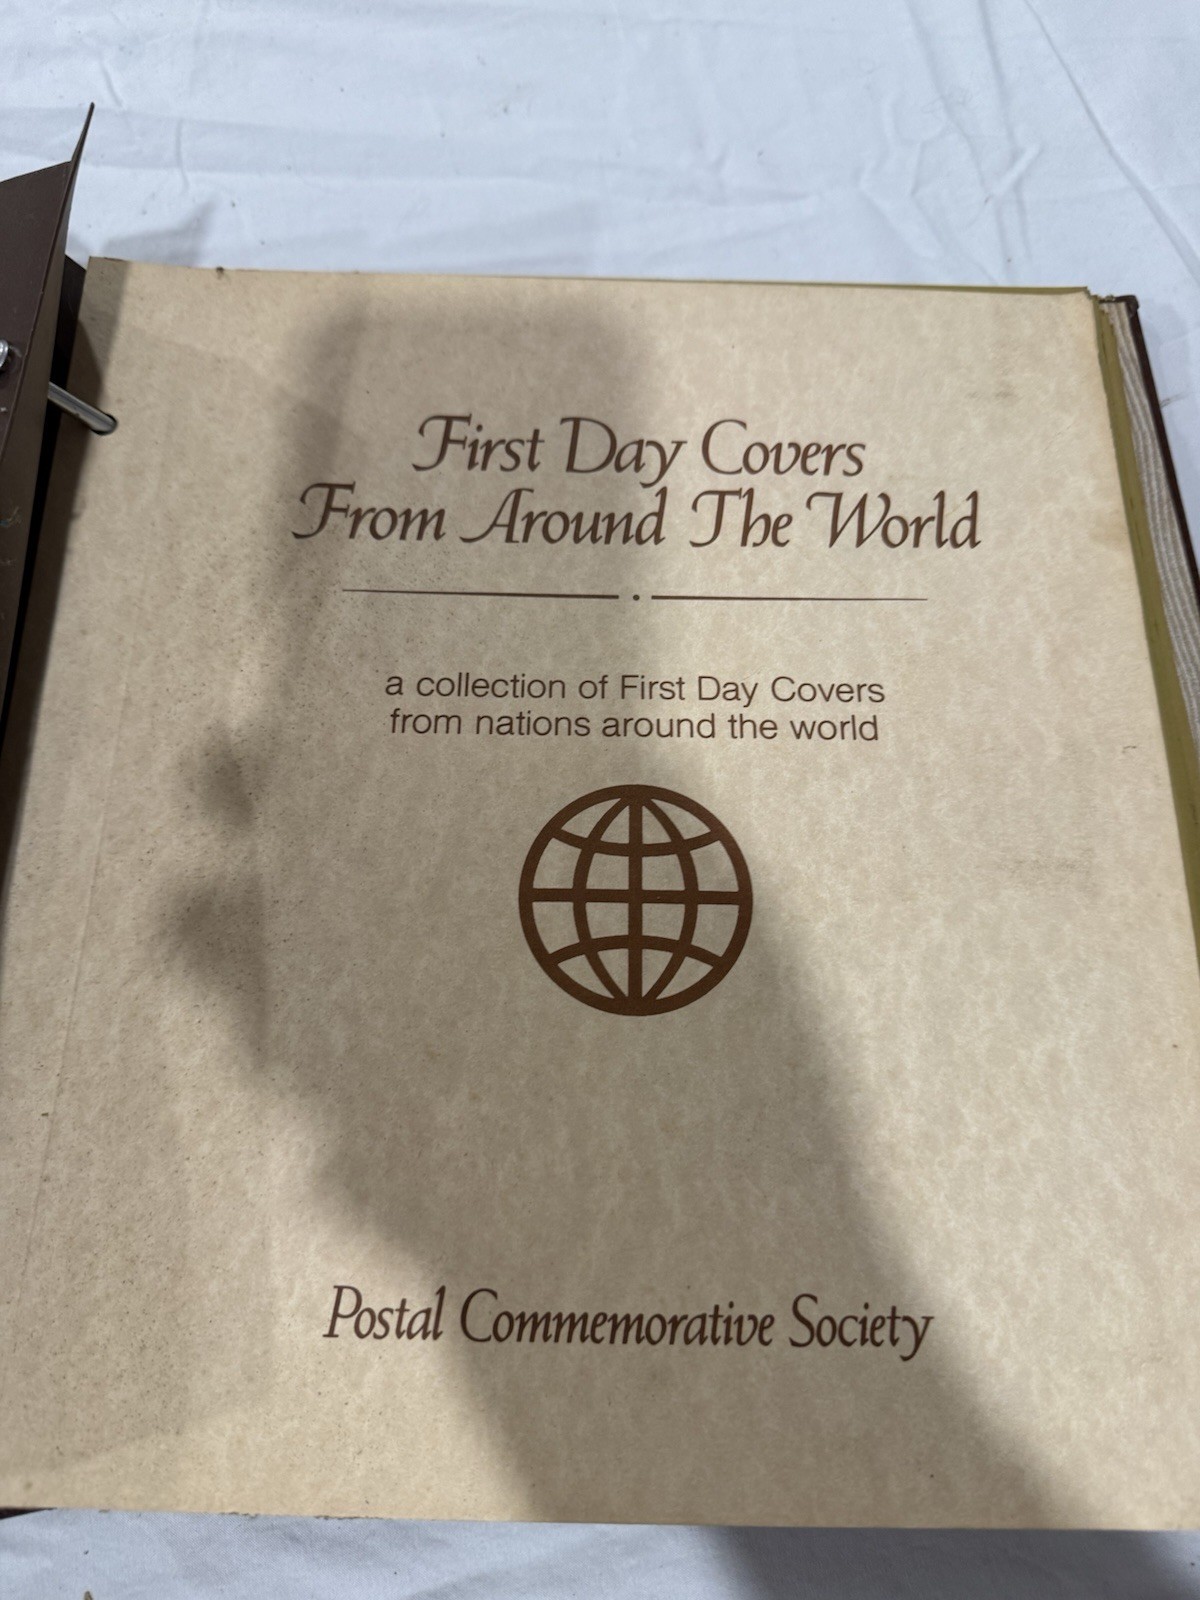 First Day Covers
From Around The World
a collection of First Day Covers
from nations around the world
Postal Commemorative Society